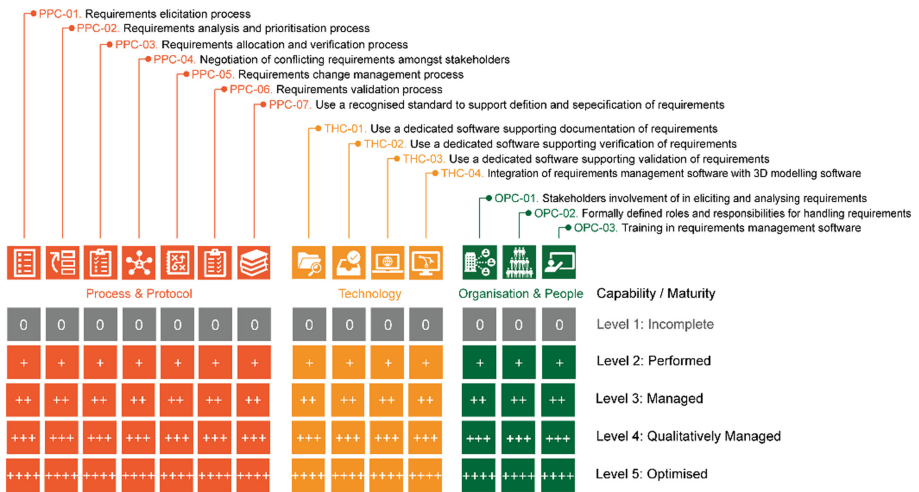 PPC-01. Requirements elicitation process
PPC-02. Requirements analysis and prioritisation process
PPC-03. Requirements allocation and verification process
PPC-04. Negotiation of conflicting requirements amongst stakeholders
PPC-05. Requirements change management process
PPC-06. Requirements validation process
PPC-07. Use a recognised standard to support defition and sepecification of requirements
THC-01. Use a dedicated software supporting documentation of requirements
THC-02. Use a dedicated software supporting verification of requirements
THC-03. Use a dedicated software supporting validation of requirements
THC-04. Integration of requirements management software with 3D modelling software
OPC-01. Stakeholders involvement of in eliciting and analysing requirements
OPC-02. Formally defined roles and responsibilities for handling requirements
OPC-03. Training in requirements management software
Process & Protocol Technology Organisation & People Capability / Maturity
0 0 0 0 0 0 0 0 0 0 0 0 0 0 Level 1: Incomplete
+ + + + + + + + + + + + + + Level 2: Performed
++ ++ ++ ++ ++ ++ ++ ++ ++ ++ ++ ++ ++ ++ Level 3: Managed
+++ +++ +++ +++ +++ +++ +++ +++ +++ +++ +++ +++ +++ +++ Level 4: Qualitatively Managed
++++ ++++ ++++ ++++ ++++ ++++ ++++ ++++ ++++ ++++ ++++ ++++ ++++ ++++ Level 5: Optimised